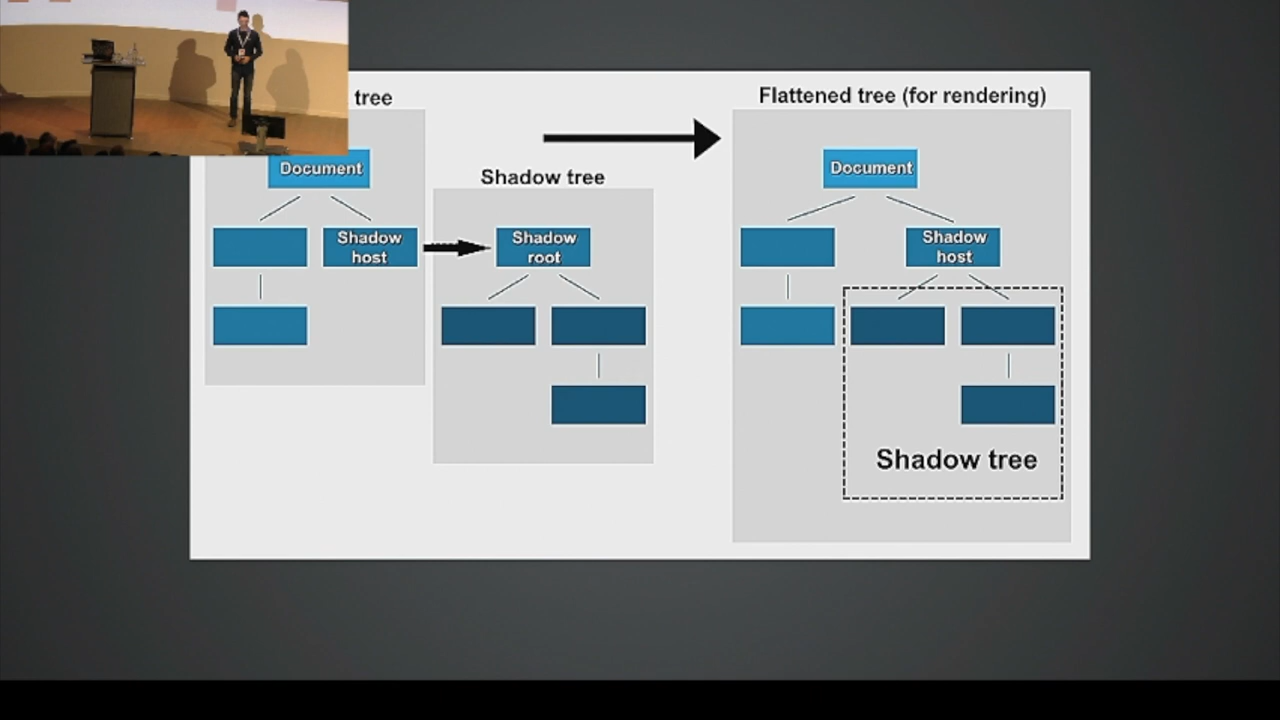 tree
Document
Shadow
host
Shadow tree
Shadow
root
Flattened tree (for rendering)
Document
Shadow
host
Shadow tree